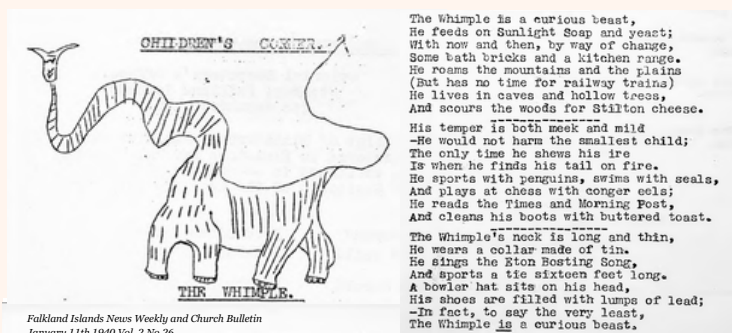 CHILDREN'S CORNER.
THE WHIMPLE.
Falkland Islands News Weekly and Church Bulletin
January 11th 1940 Vol. 2 No 26
The Whimple is a curious beast,
He feeds on Sunlight Soap and yeast;
With now and then, by way of change,
Some bath bricks and a kitchen range.
He roams the mountains and the plains
(But has no time for railway trains)
He lives in caves and hollow trees,
And scours the woods for Stilton cheese.
His temper is both meek and mild
-He would not harm the smallest child;
The only time he shews his ire
Is when he finds his tail on fire.
He sports with penguins, swims with seals,
And plays at chess with conger eels;
He reads the Times and Morning Post,
And cleans his boots with buttered toast.
The Whimple's neck is long and thin,
He wears a collar made of tin.
He sings the Eton Bosting Song,
And sports a tie sixteen feet long.
A bowler hat sits on his head,
His shoes are filled with lumps of lead;
-In fact, to say the very least,
The Whimple is a curious beast.